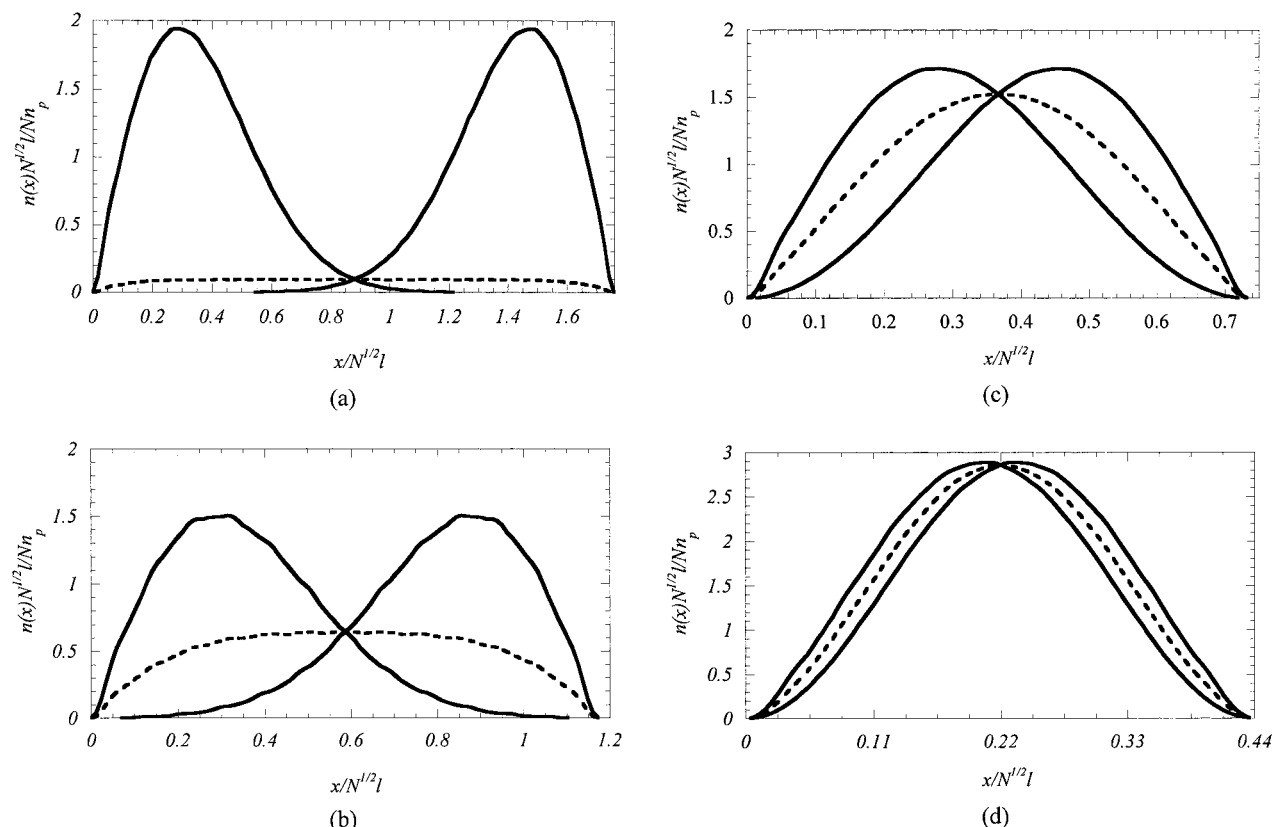 2
1.5
1
0.5
0
n(x)N^{1/2}l/Nn_p
0 0.2 0.4 0.6 0.8 1 1.2 1.4 1.6
x/N^{1/2}l
(a)
2
1.5
1
0.5
0
n(x)N^{1/2}l/Nn_p
0 0.2 0.4 0.6 0.8 1 1.2
x/N^{1/2}l
(b)
2
1.5
1
0.5
0
n(x)N^{1/2}l/Nn_p
0 0.1 0.2 0.3 0.4 0.5 0.6 0.7
x/N^{1/2}l
(c)
3
2.5
2
1.5
1
0.5
0
n(x)N^{1/2}l/Nn_p
0 0.11 0.22 0.33 0.44
x/N^{1/2}l
(d)